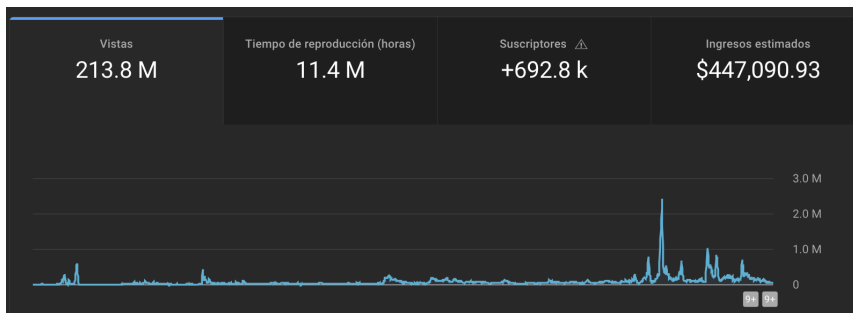 Vistas
213.8 M
Tiempo de reproducción (horas)
11.4 M
Suscriptores
+692.8 k
Ingresos estimados
$447,090.93
3.0 M
2.0 M
1.0 M
0
9+ 9+